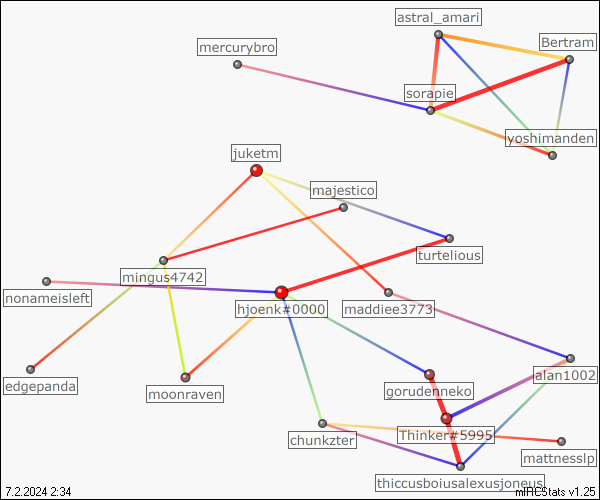 astral_amari
Bertram
mercurybro
sorapie
yoshimanden
juketm
majestico
turtelious
mingus4742
nonameisleft
hjoenk#0000
maddiee3773
edgepanda
moonraven
gorudenneko
alan1002
chunkzter
Thinker#5995
mattnesslp
thiccusboiusalexusjoneus
7.2.2024 2:34
mIRCStats v1.25